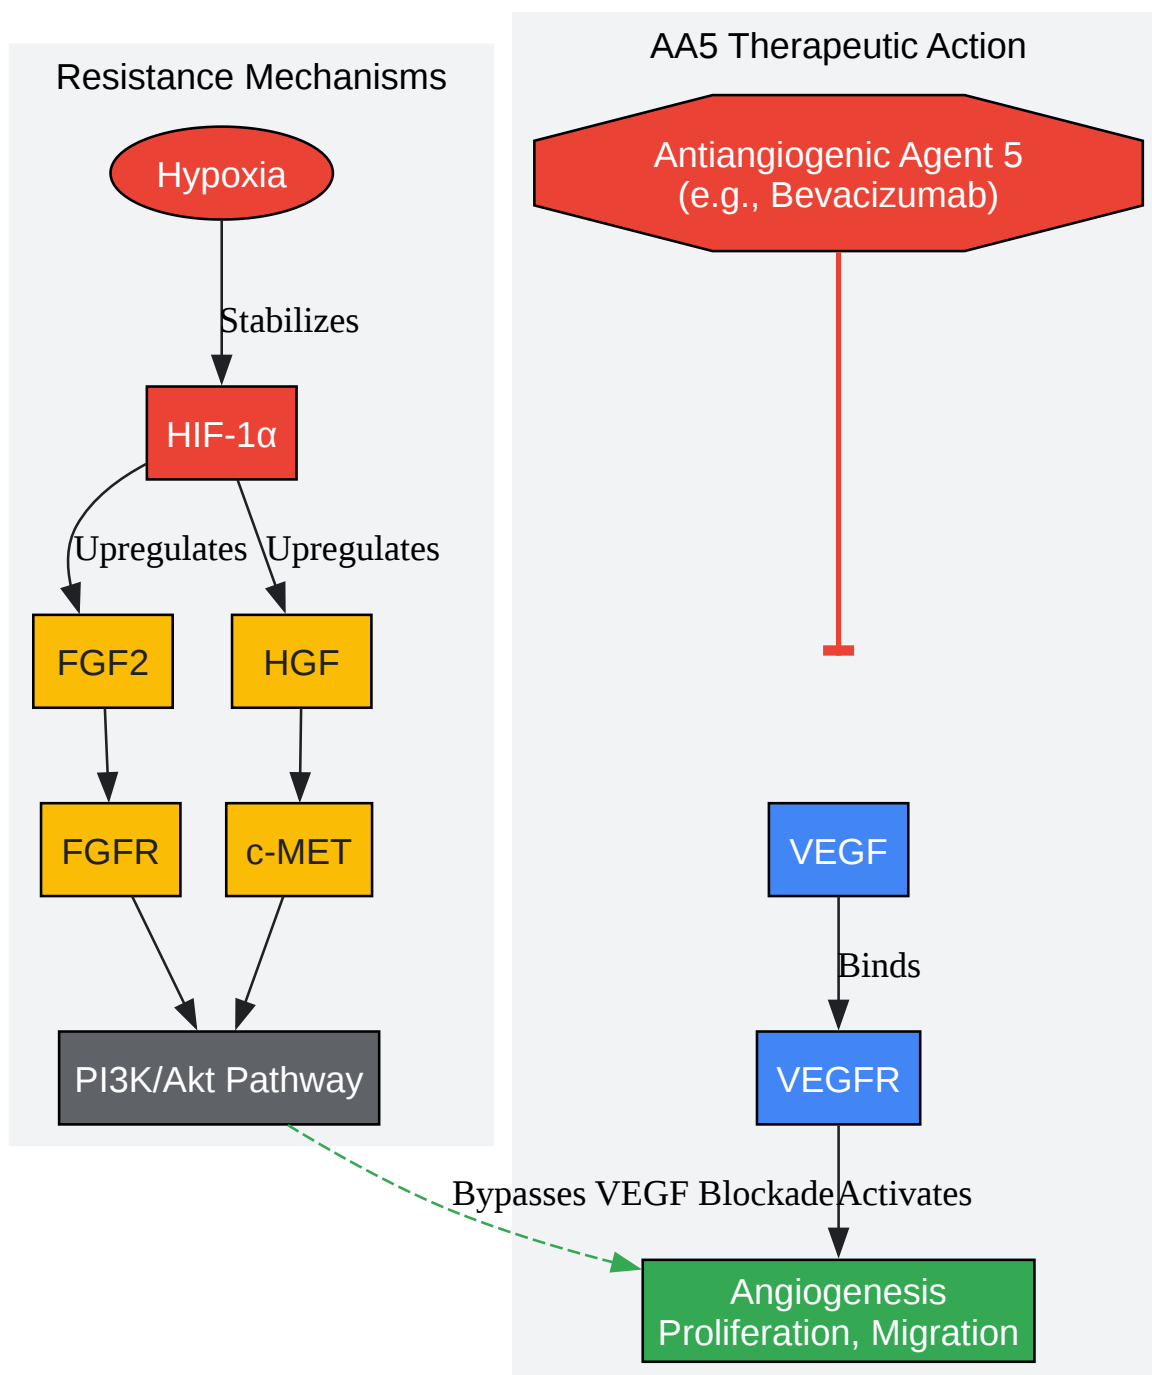 Resistance Mechanisms
Hypoxia
Stabilizes
HIF-1α
Upregulates
Upregulates
FGF2
HGF
FGFR
c-MET
PI3K/Akt Pathway
Bypasses VEGF Blockade
AA5 Therapeutic Action
Antiangiogenic Agent 5
(e.g., Bevacizumab)
VEGF
Binds
VEGFR
Activates
Angiogenesis
Proliferation, Migration